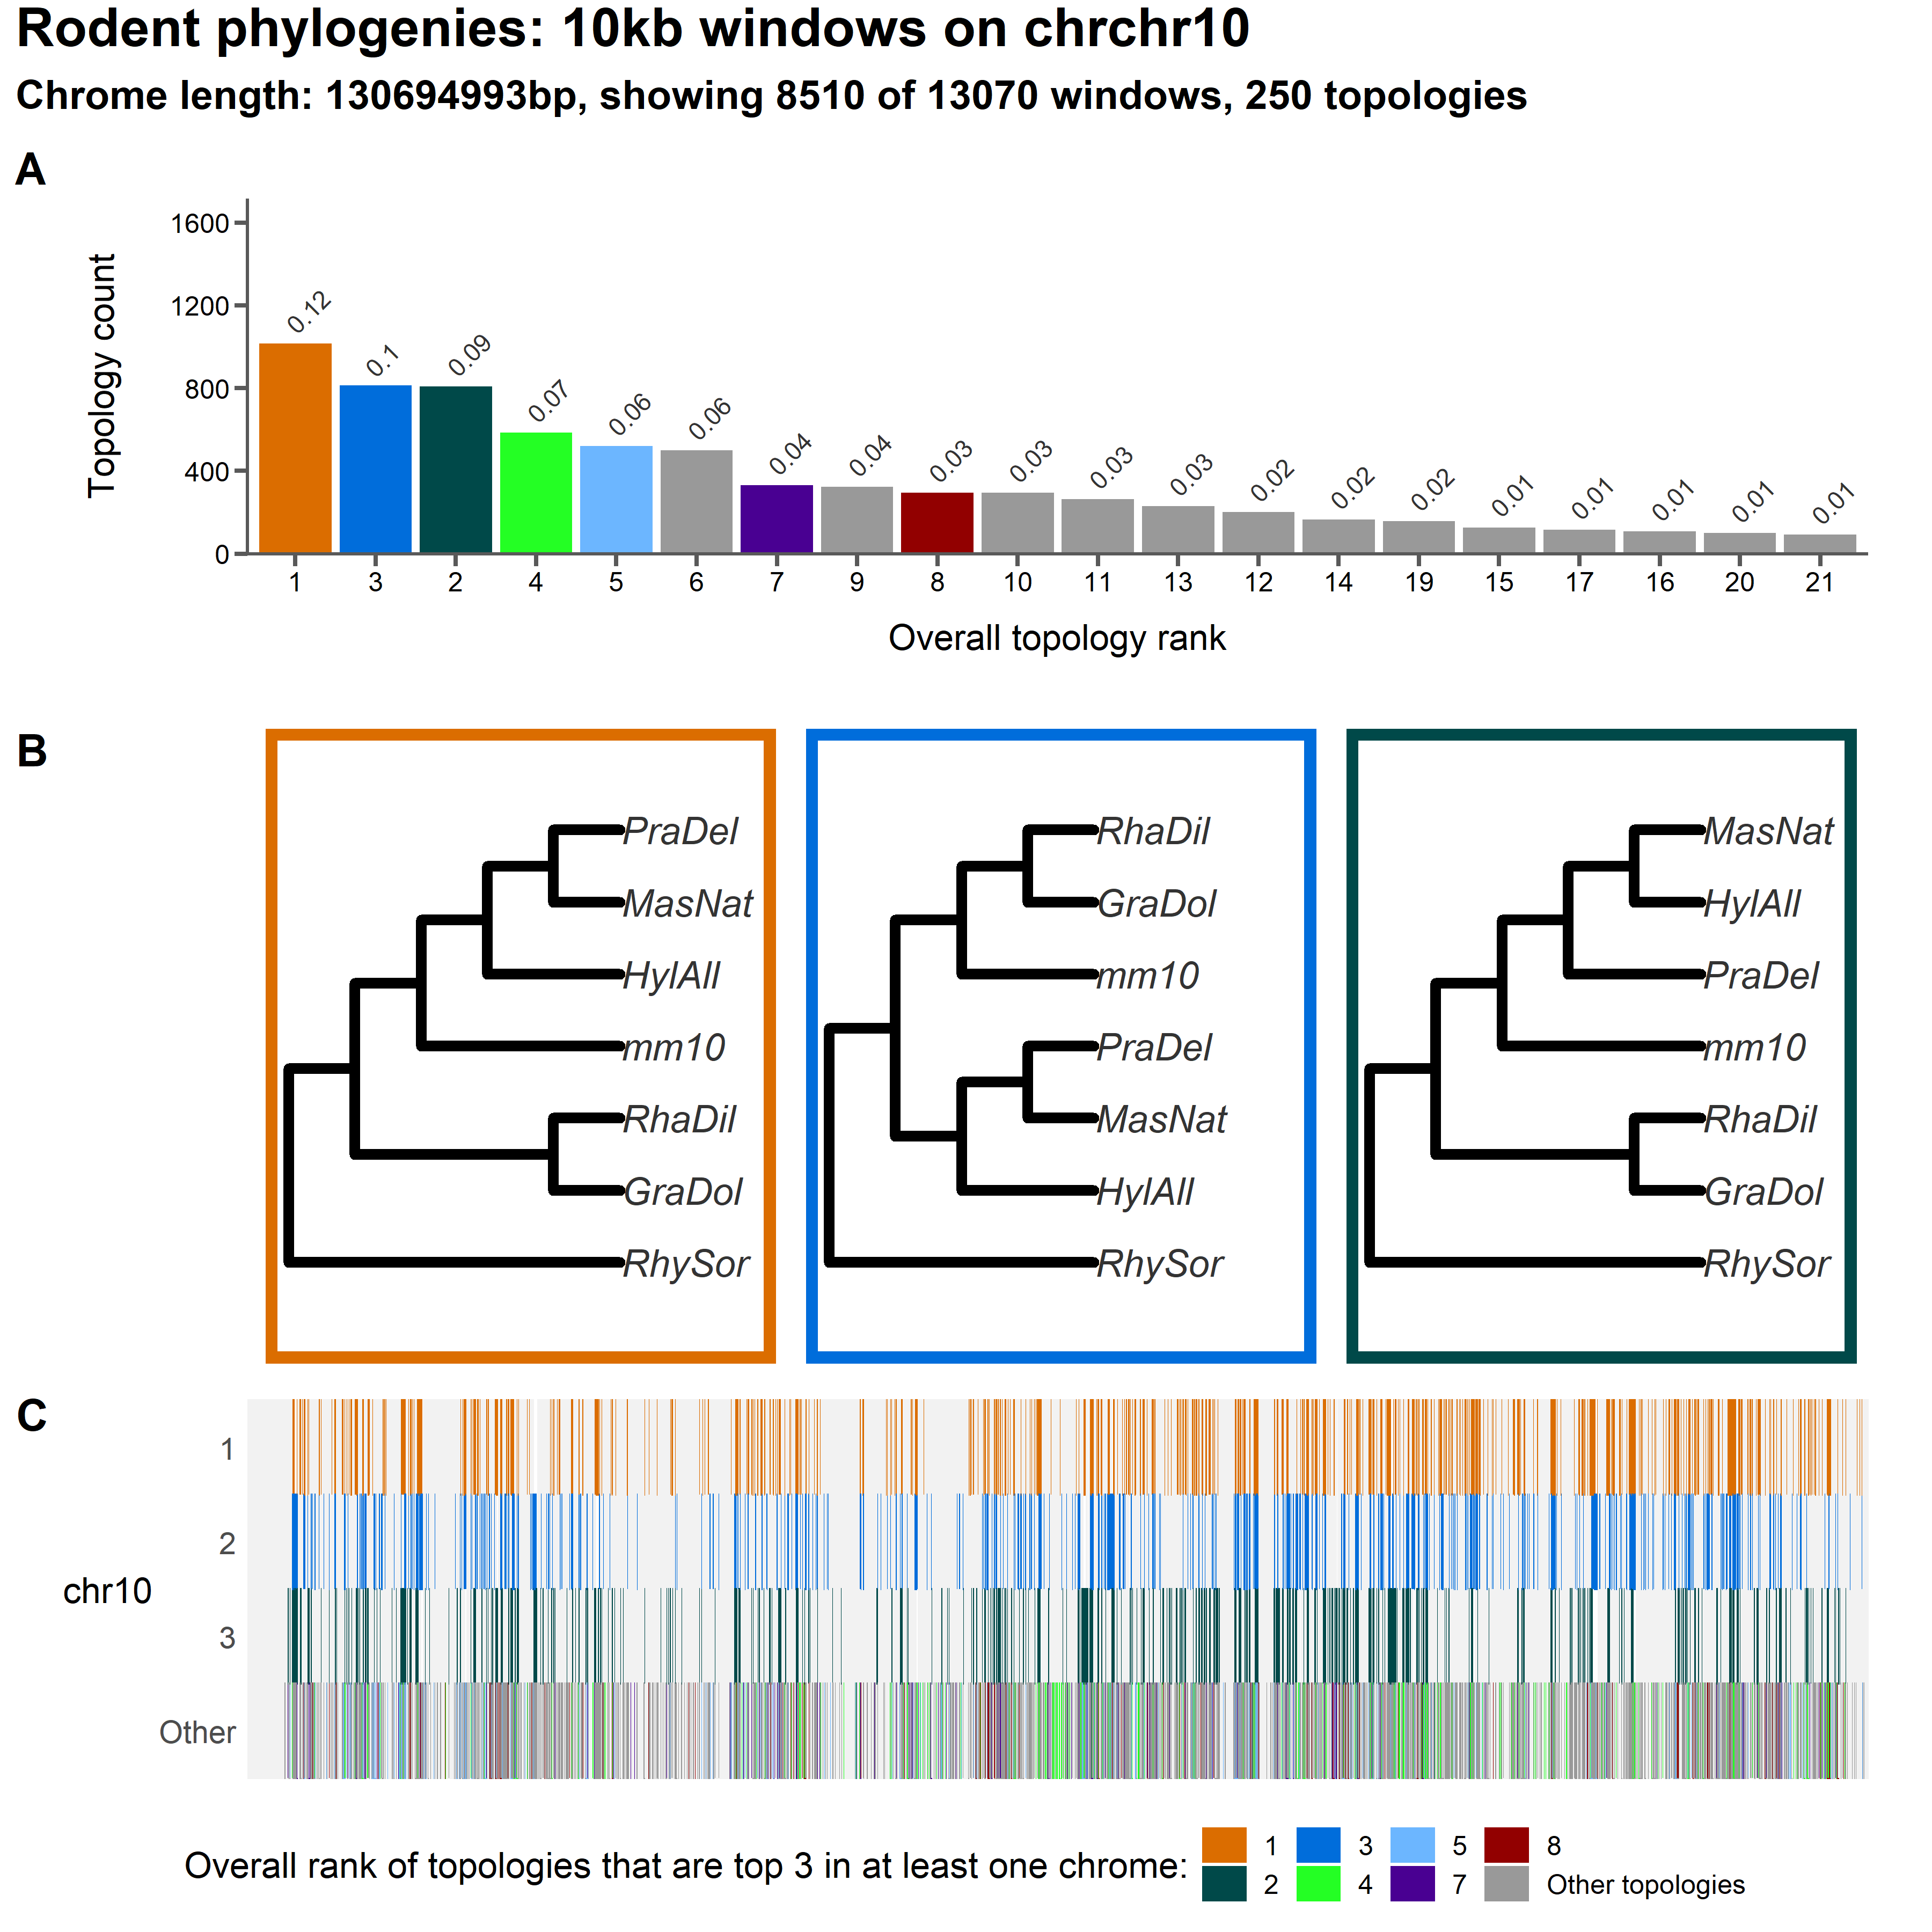 Rodent phylogenies: 10kb windows on chrchr10
Chrome length: 130694993bp, showing 8510 of 13070 windows, 250 topologies
A
Topology count
1600
1200
800
400
0
0.12
0.1
0.09
0.07
0.06
0.06
0.04
0.04
0.03
0.03
0.03
0.03
0.02
0.02
0.02
0.01
0.01
0.01
0.01
0.01
1 3 2 4 5 6 7 9 8 10 11 13 12 14 19 15 17 16 20 21
Overall topology rank
B
PraDel
MasNat
HylAll
mm10
RhaDil
GraDol
RhySor
RhaDil
GraDol
mm10
PraDel
MasNat
HylAll
RhySor
MasNat
HylAll
PraDel
mm10
RhaDil
GraDol
RhySor
C
chr10
1
2
3
Other
Overall rank of topologies that are top 3 in at least one chrome:
1 3 5 8
2 4 7 Other topologies